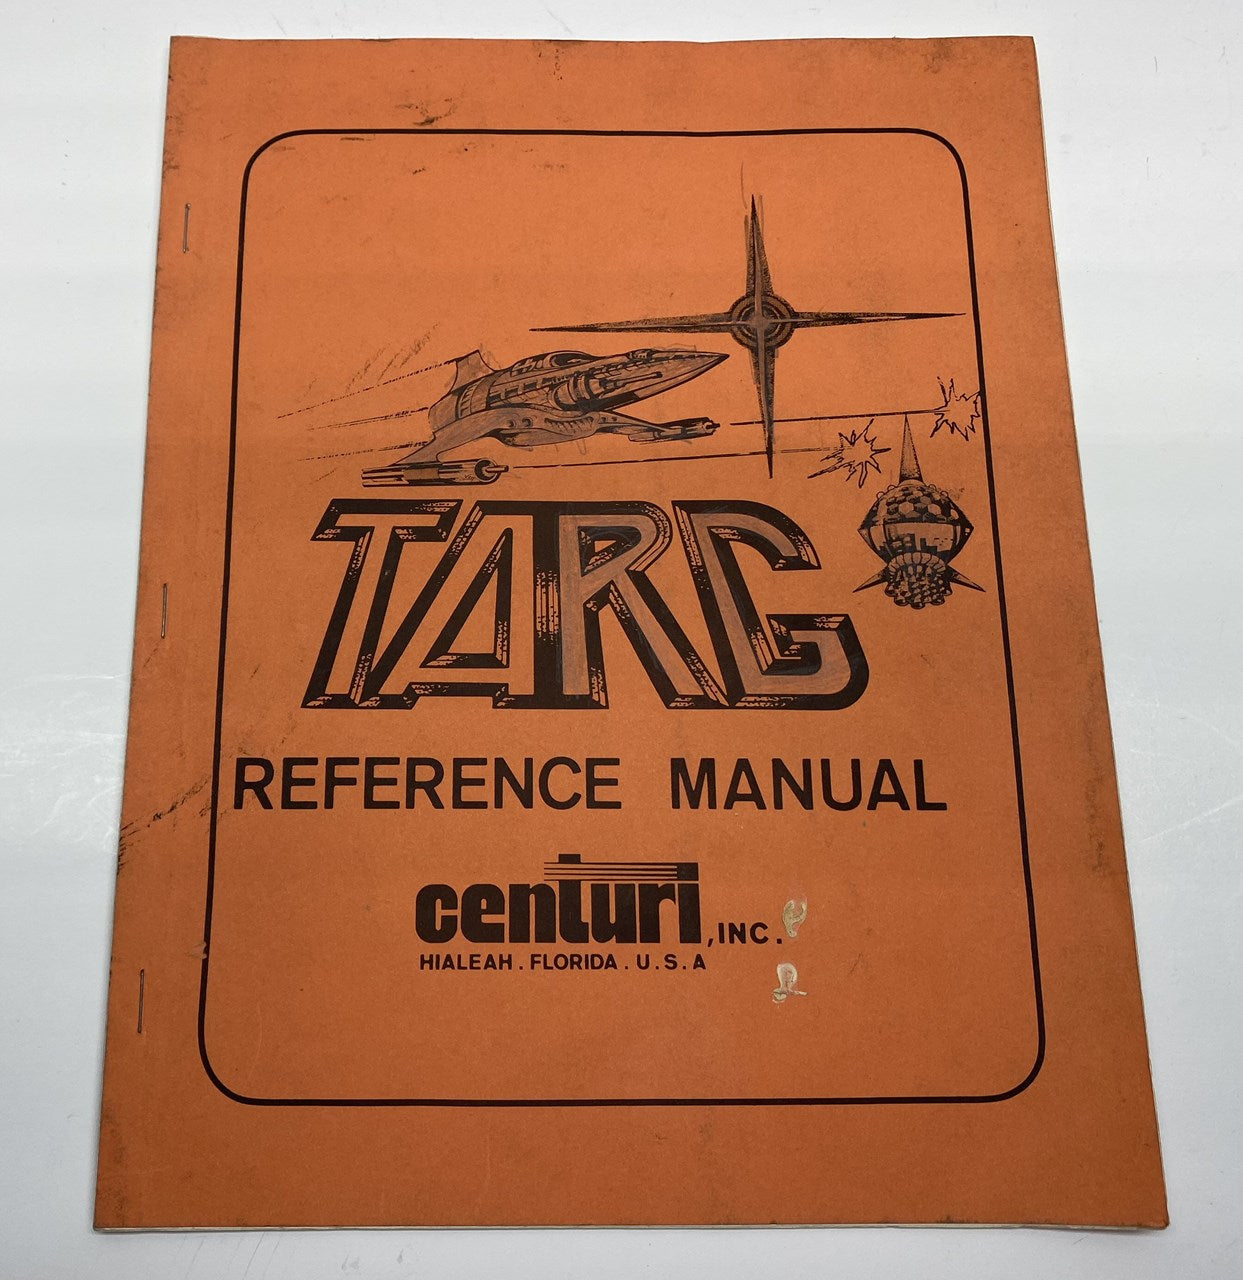 TARG
REFERENCE MANUAL
centuri, INC.
HIALEAH . FLORIDA . U . S . A